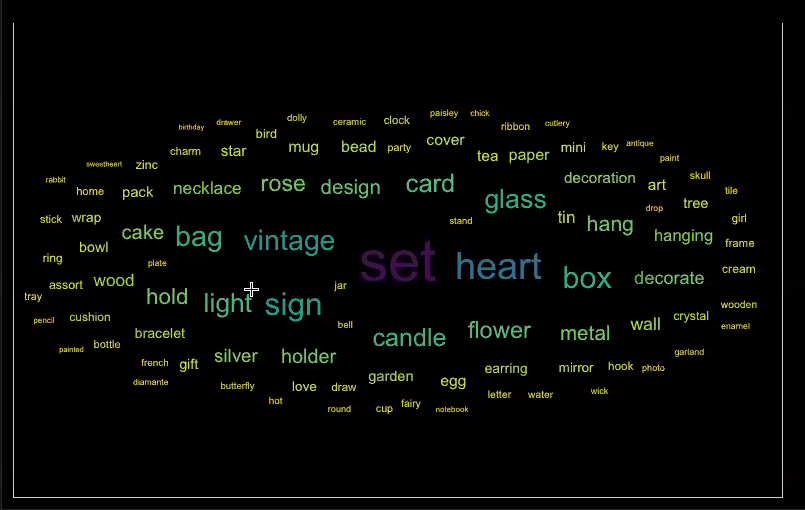 dolly
paisley
chick
birthday
drawer
ceramic
clock
ribbon
cutlery
bird
star
mug
bead
party
cover
mini
key
antique
charm
tea
paper
paint
sweetheart
zinc
rabbit
home
pack
necklace
rose
design
card
decoration
art
skull
tile
glass
drop
tree
stick
wrap
stand
tin
hang
girl
cake
bag
vintage
hanging
frame
bowl
ring
plate
set
heart
cream
assort
wood
jar
box
decorate
tray
hold
light
sign
wooden
pencil
cushion
bell
crystal
enamel
bracelet
candle
flower
metal
wall
painted
bottle
garland
french
gift
silver
holder
earring
mirror
hook
photo
diamante
butterfly
love
draw
garden
egg
letter
water
wick
hot
round
cup
fairy
notebook